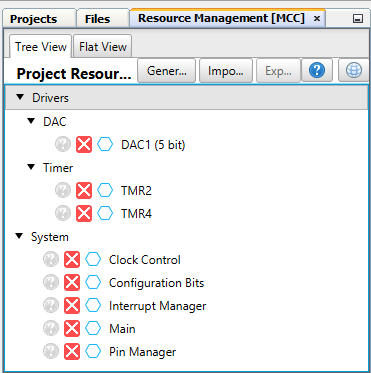 Projects Files Resource Management [MCC] ×
Tree View Flat View
Project Resour... Gener... Impo... Exp... ?
Drivers
DAC
? DAC1 (5 bit)
Timer
? TMR2
? TMR4
System
? Clock Control
? Configuration Bits
? Interrupt Manager
? Main
? Pin Manager